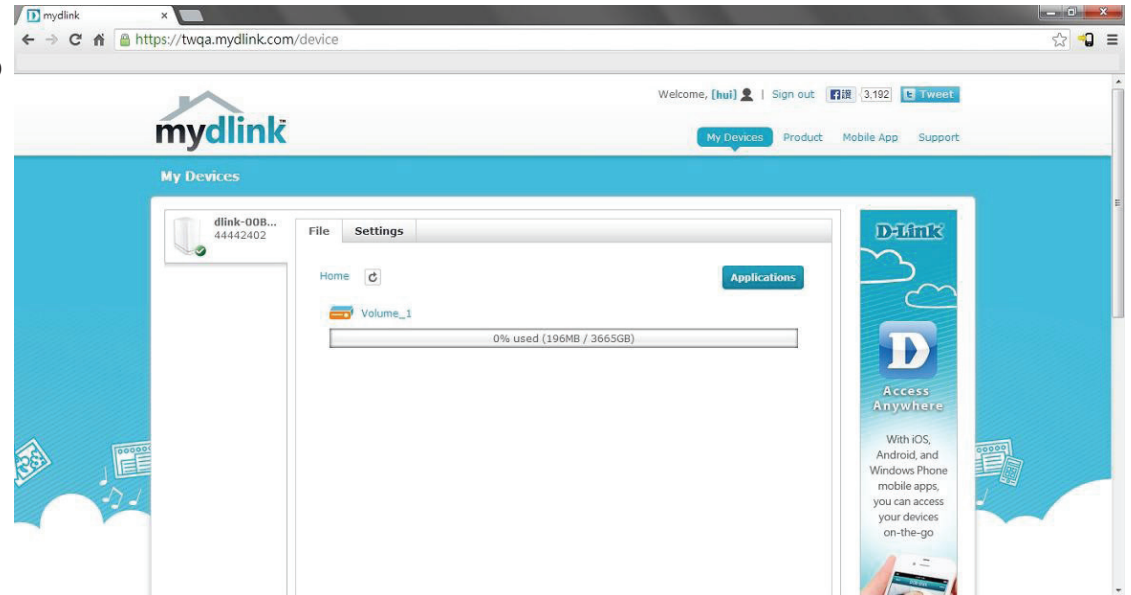 mydlink
https://twqa.mydlink.com/device
Welcome, [hui] | Sign out 讚 3,192 Tweet
mydlink
My Devices Product Mobile App Support
My Devices
dlink-00B...
44442402
File Settings
Home
Applications
Volume_1
0% used (196MB / 3665GB)
D-Link
D
Access
Anywhere
With iOS,
Android, and
Windows Phone
mobile apps,
you can access
your devices
on-the-go